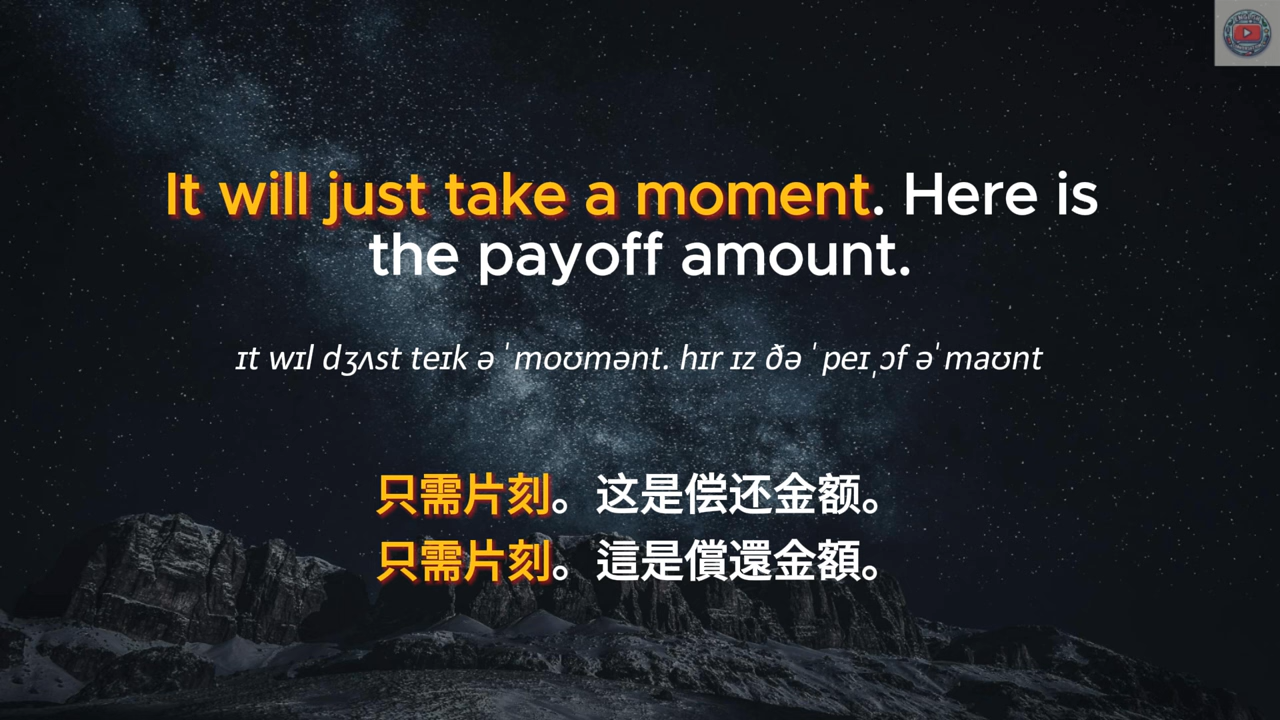 It will just take a moment. Here is
the payoff amount.
ɪt wɪl dʒʌst teɪk ə ˈmoʊmənt. hɪr ɪz ðə ˈpeɪˌɔf əˈmaʊnt
只需片刻。这是偿还金额。
只需片刻。這是償還金額。